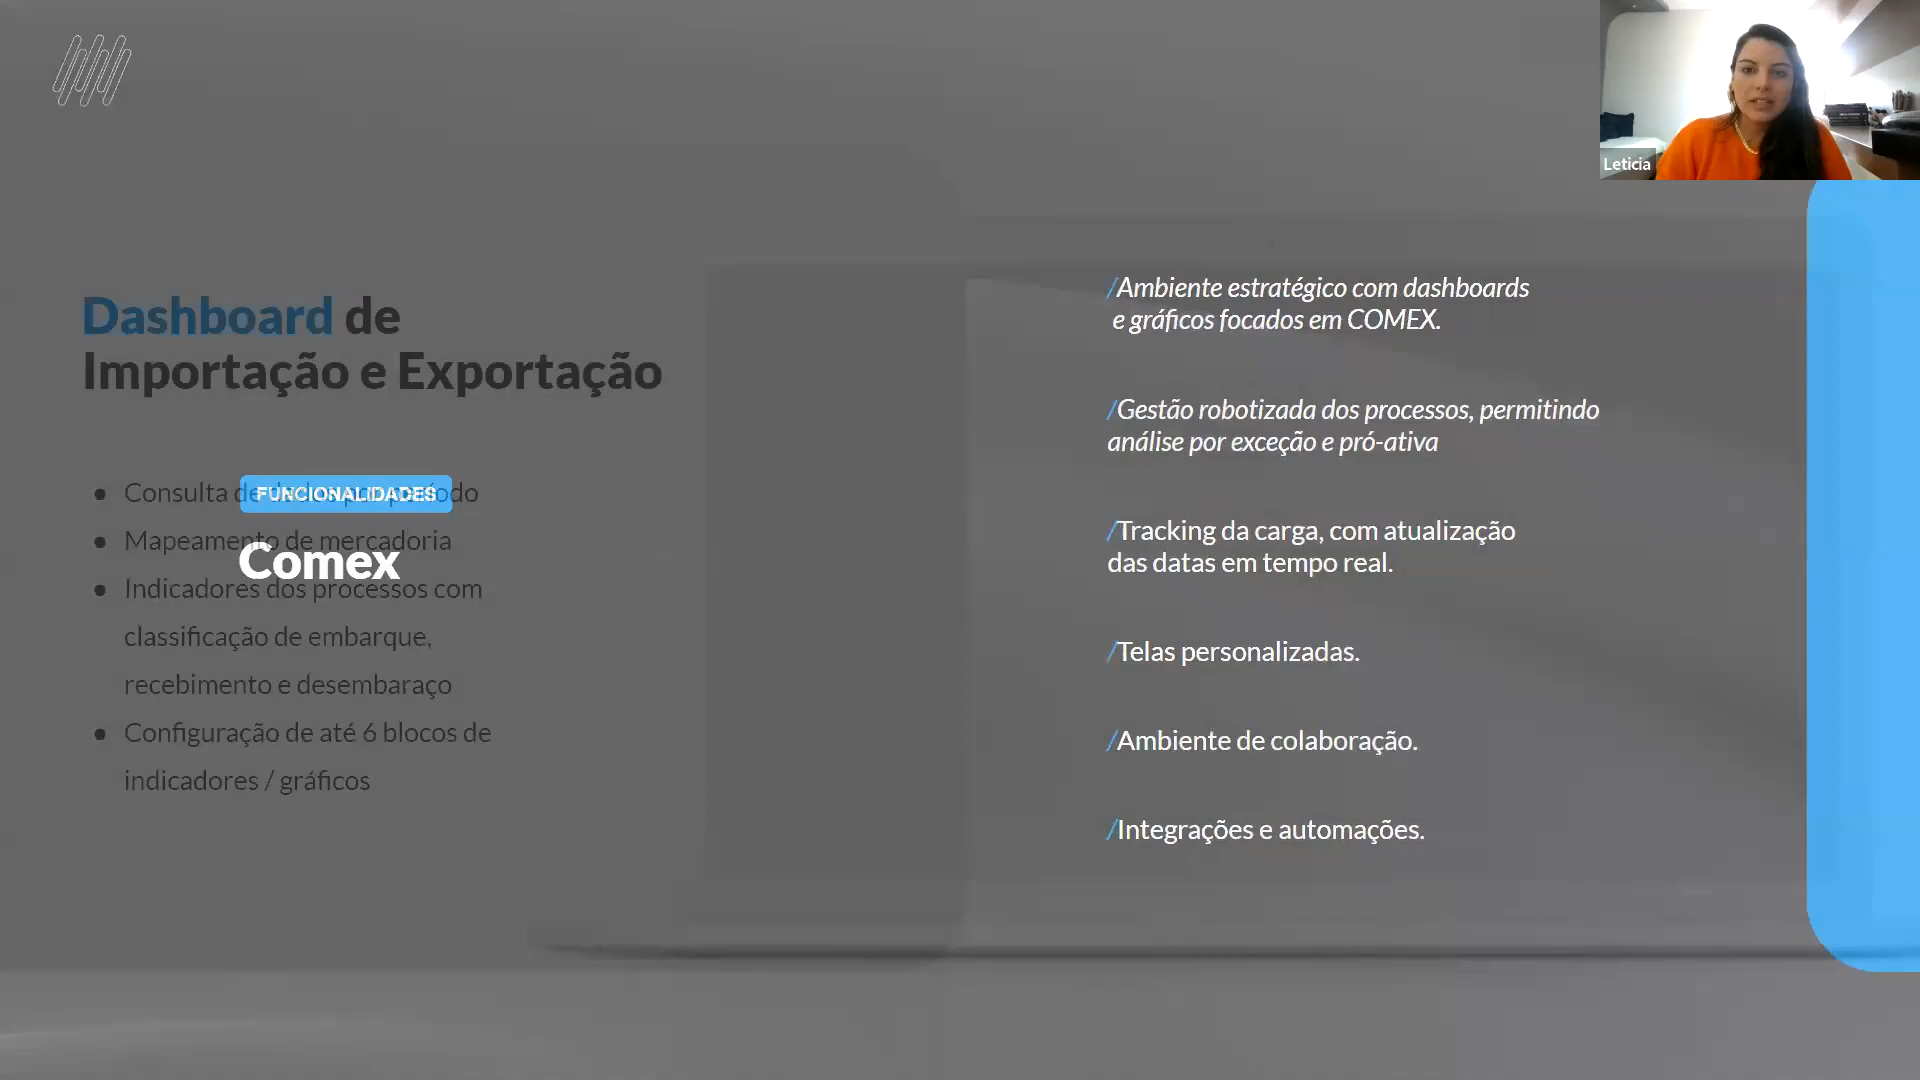 Leticia
Dashboard de
Importação e Exportação
Consulta de dados por período
FUNCIONALIDADES
Mapeamento de mercadoria
Comex
Indicadores dos processos com
classificação de embarque,
recebimento e desembaraço
Configuração de até 6 blocos de
indicadores / gráficos
/Ambiente estratégico com dashboards
e gráficos focados em COMEX.
/Gestão robotizada dos processos, permitindo
análise por exceção e pró-ativa
/Tracking da carga, com atualização
das datas em tempo real.
/Telas personalizadas.
/Ambiente de colaboração.
/Integrações e automações.